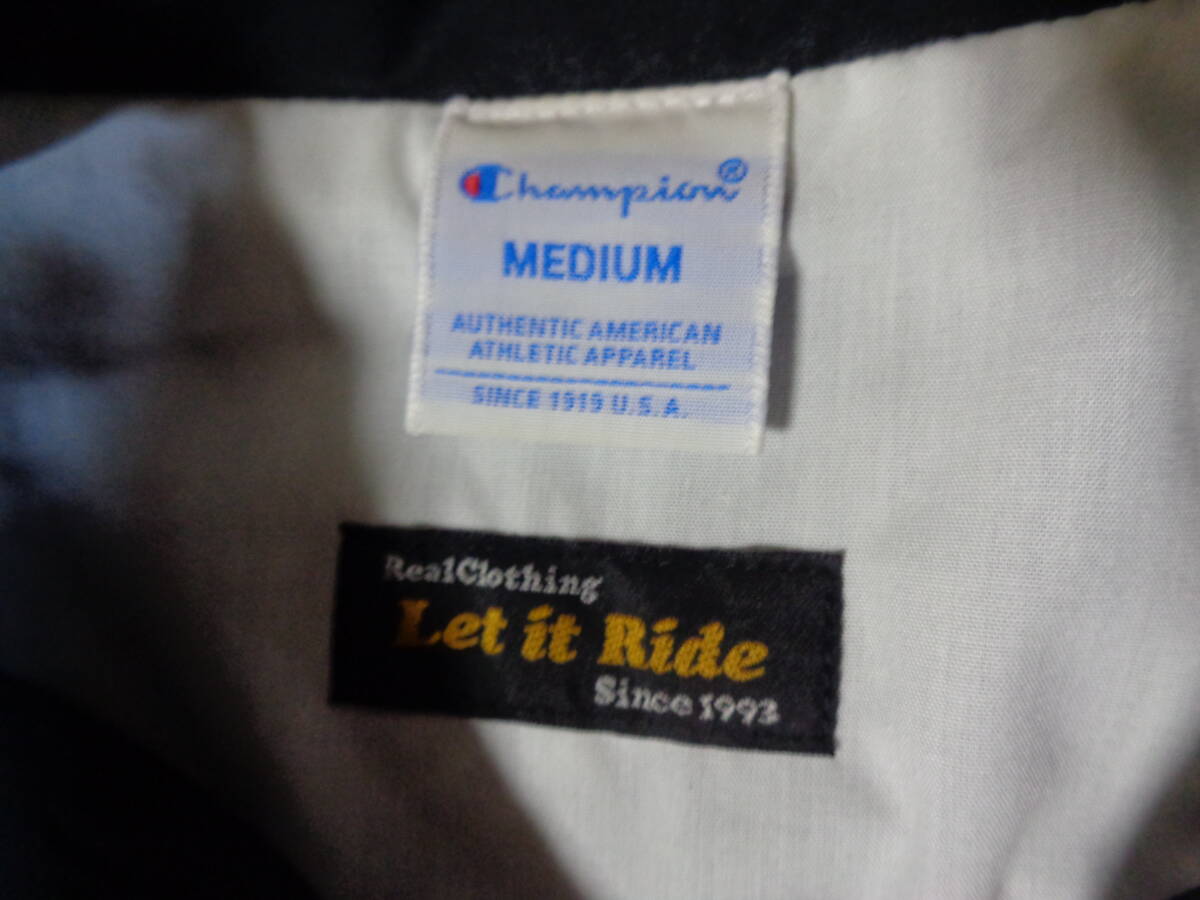 Champion®
MEDIUM
AUTHENTIC AMERICAN
ATHLETIC APPAREL
SINCE 1919 U.S.A.
RealClothing
Let it Ride
Since 1993